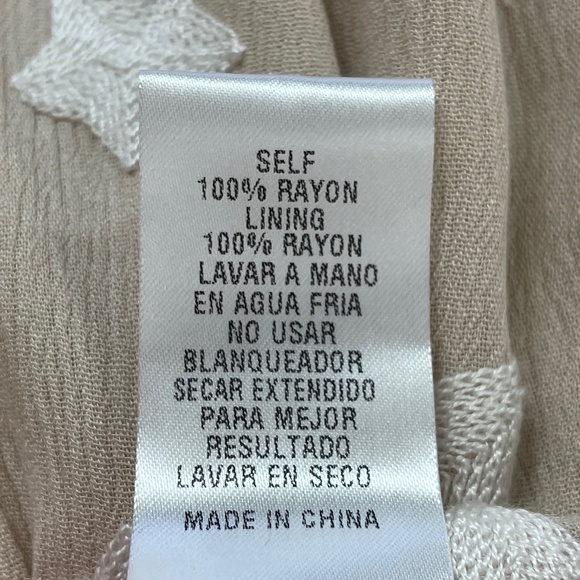 SELF
100% RAYON
LINING
100% RAYON
LAVAR A MANO
EN AGUA FRIA
NO USAR
BLANQUEADOR
SECAR EXTENDIDO
PARA MEJOR
RESULTADO
LAVAR EN SECO
MADE IN CHINA